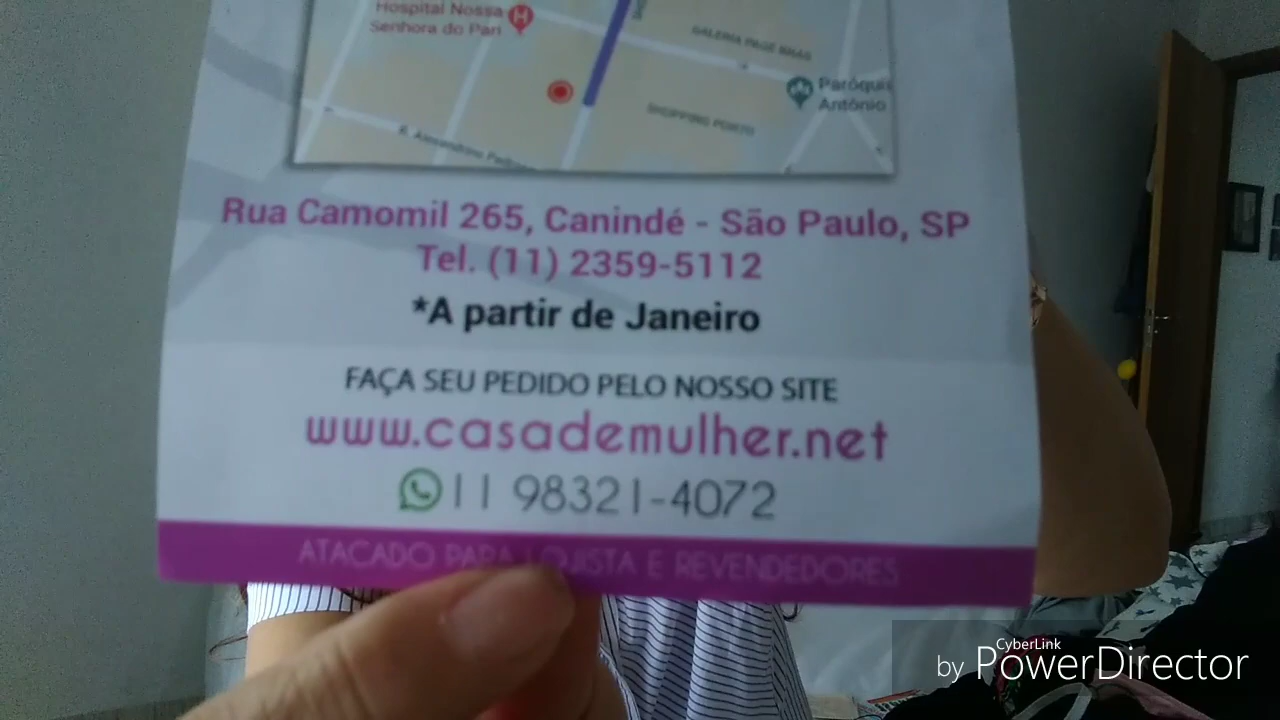 Hospital Nossa
Senhora do Pari
GALERIA PAGÉ BRÁS
Paróquia
Antônio
SHOPPING PORTO
R. Alexandrino
Rua Camomil 265, Canindé - São Paulo, SP
Tel. (11) 2359-5112
*A partir de Janeiro
FAÇA SEU PEDIDO PELO NOSSO SITE
www.casademulher.net
11 98321-4072
ATACADO PARA LOJISTA E REVENDEDORES
CyberLink
by PowerDirector